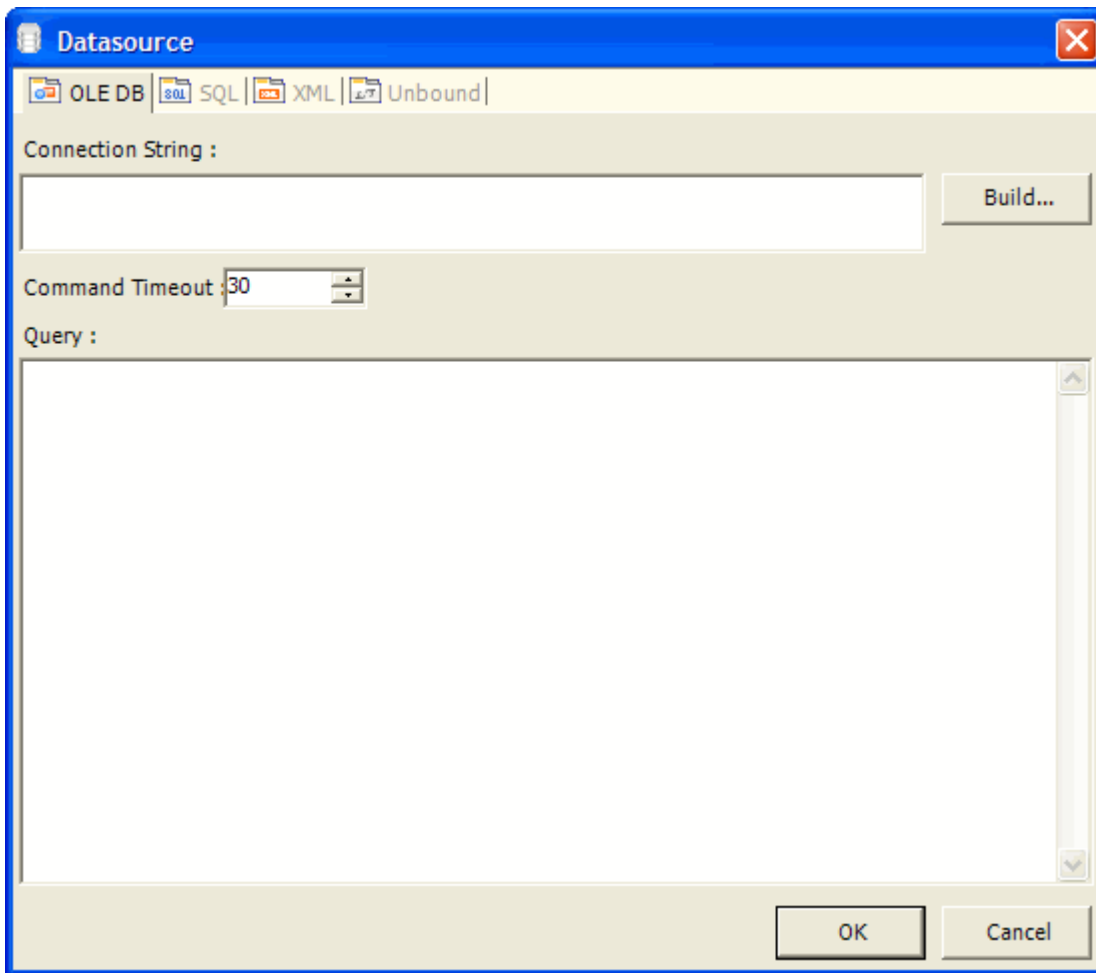 Datasource
OLE DB SQL XML Unbound
Connection String :
Build...
Command Timeout : 30
Query :
OK Cancel